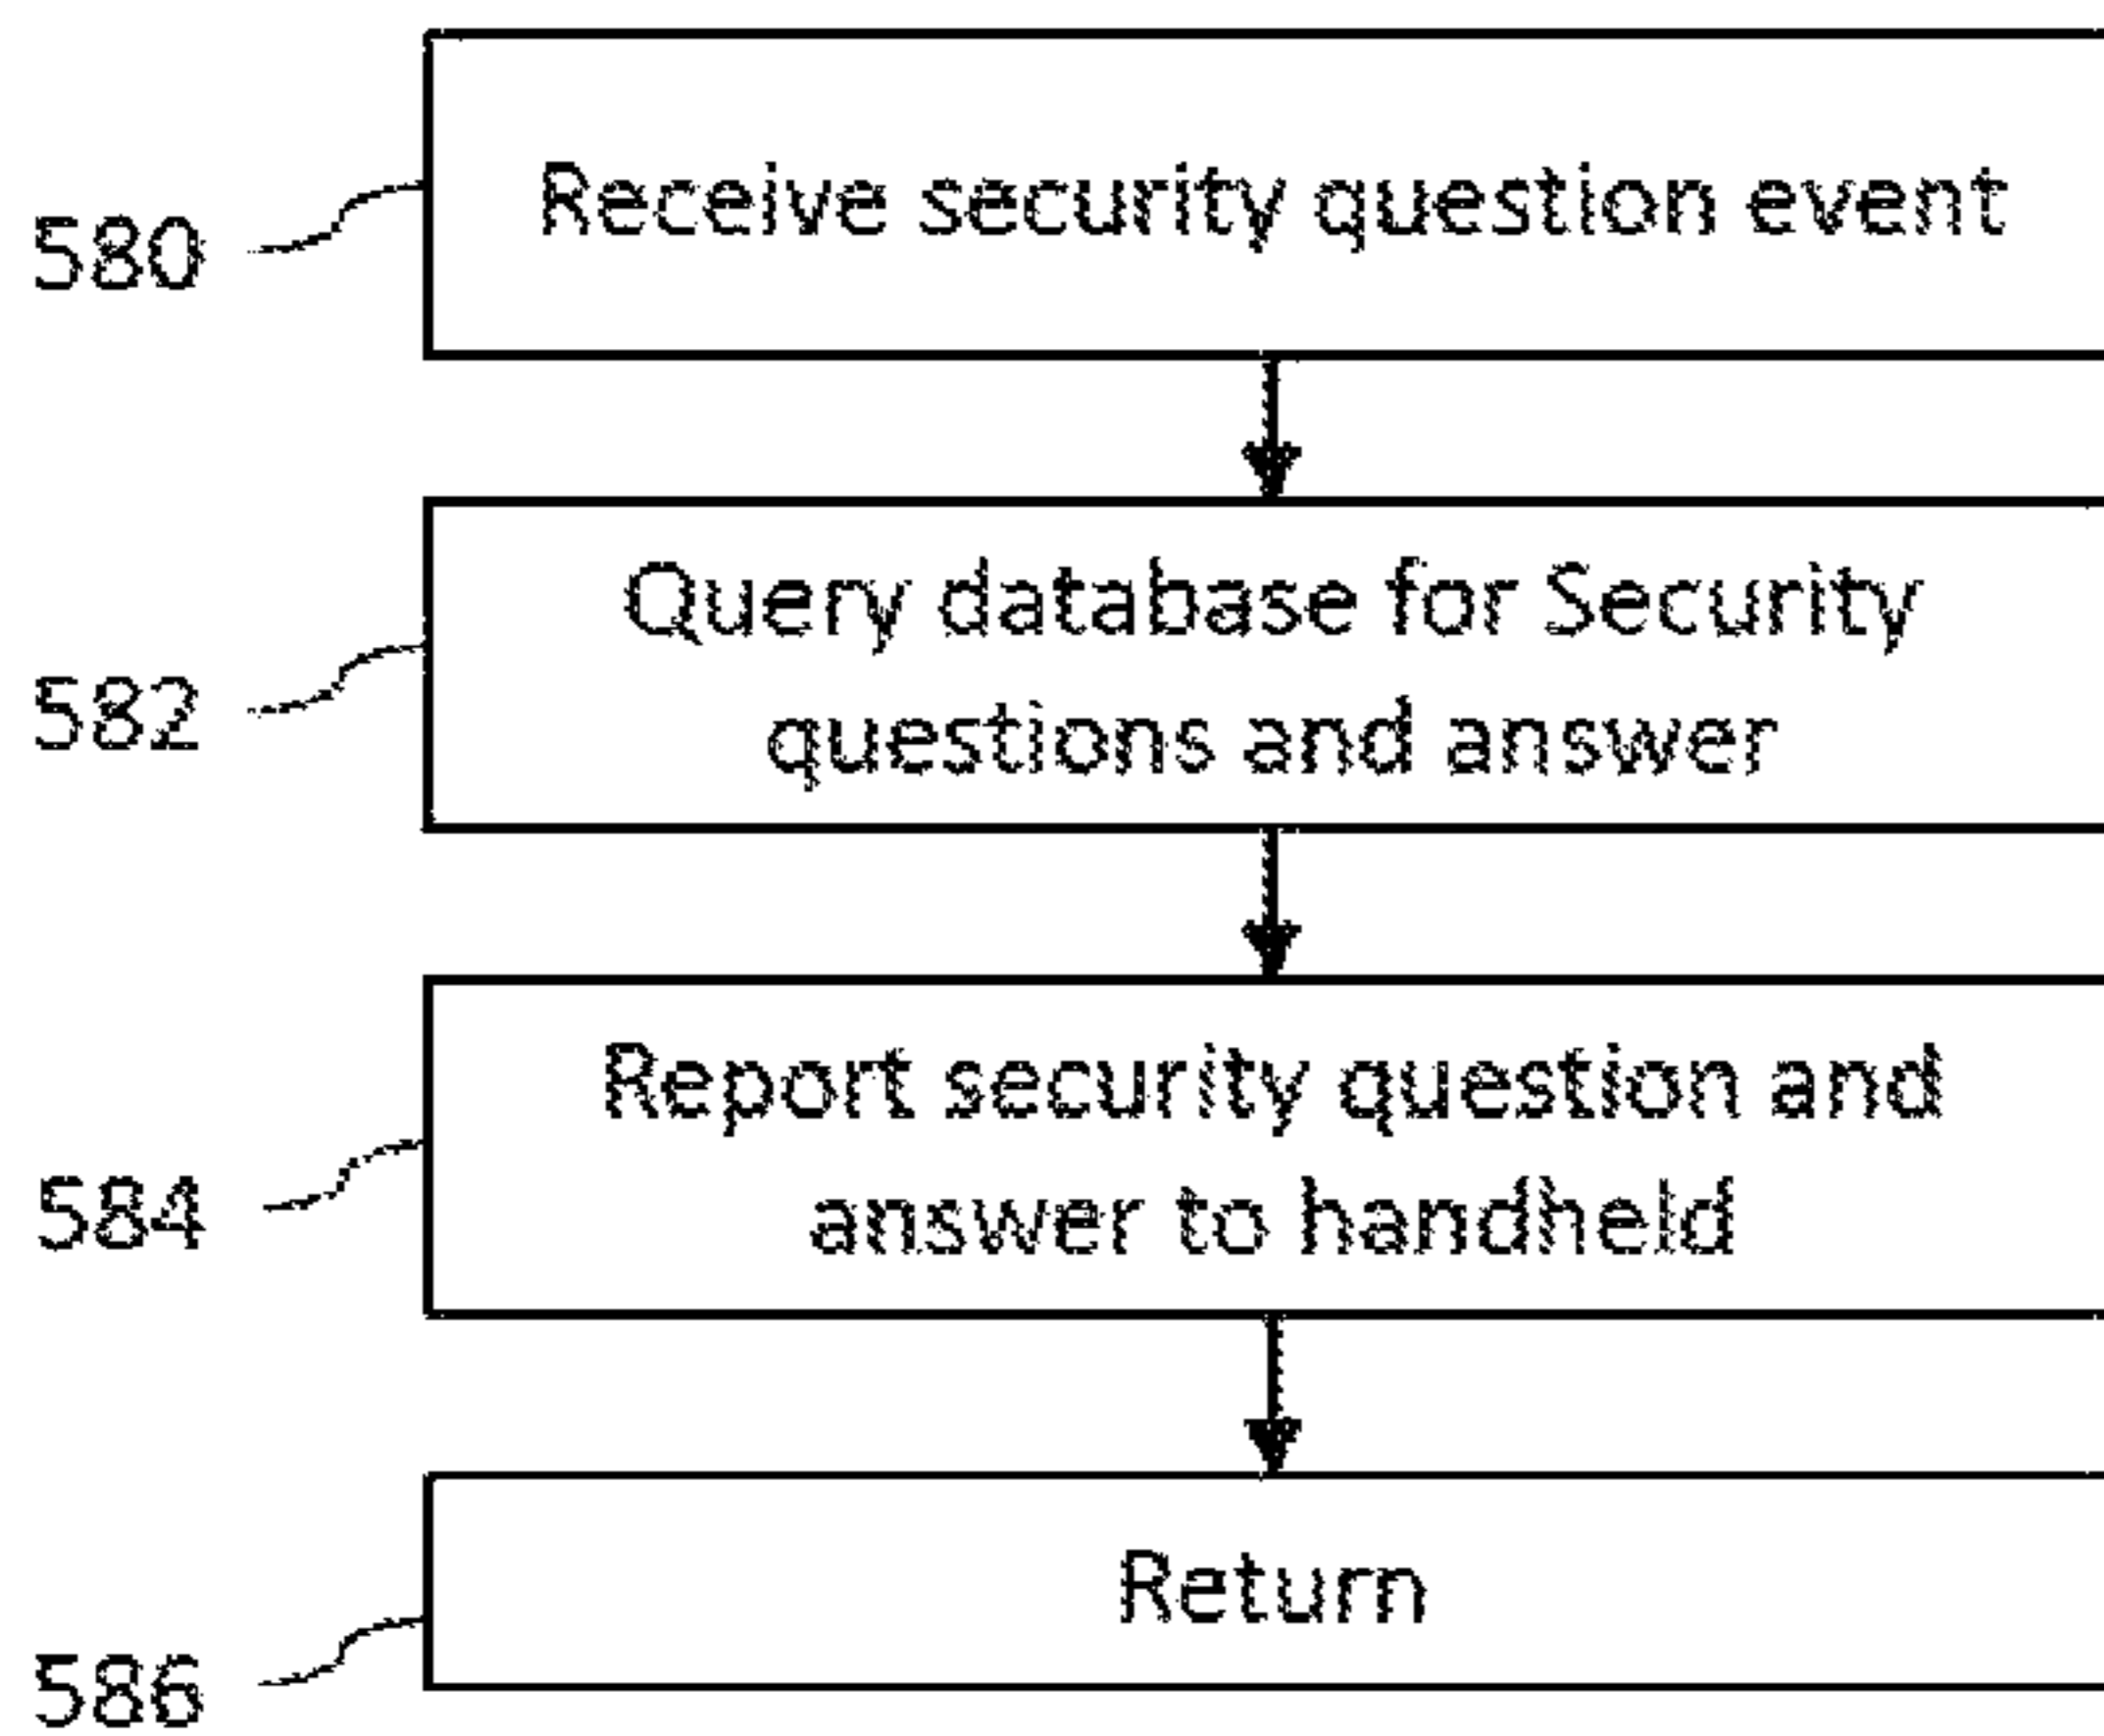 580
Receive security question event
582
Query database for Security
questions and answer
584
Report security question and
answer to handheld
586
Return